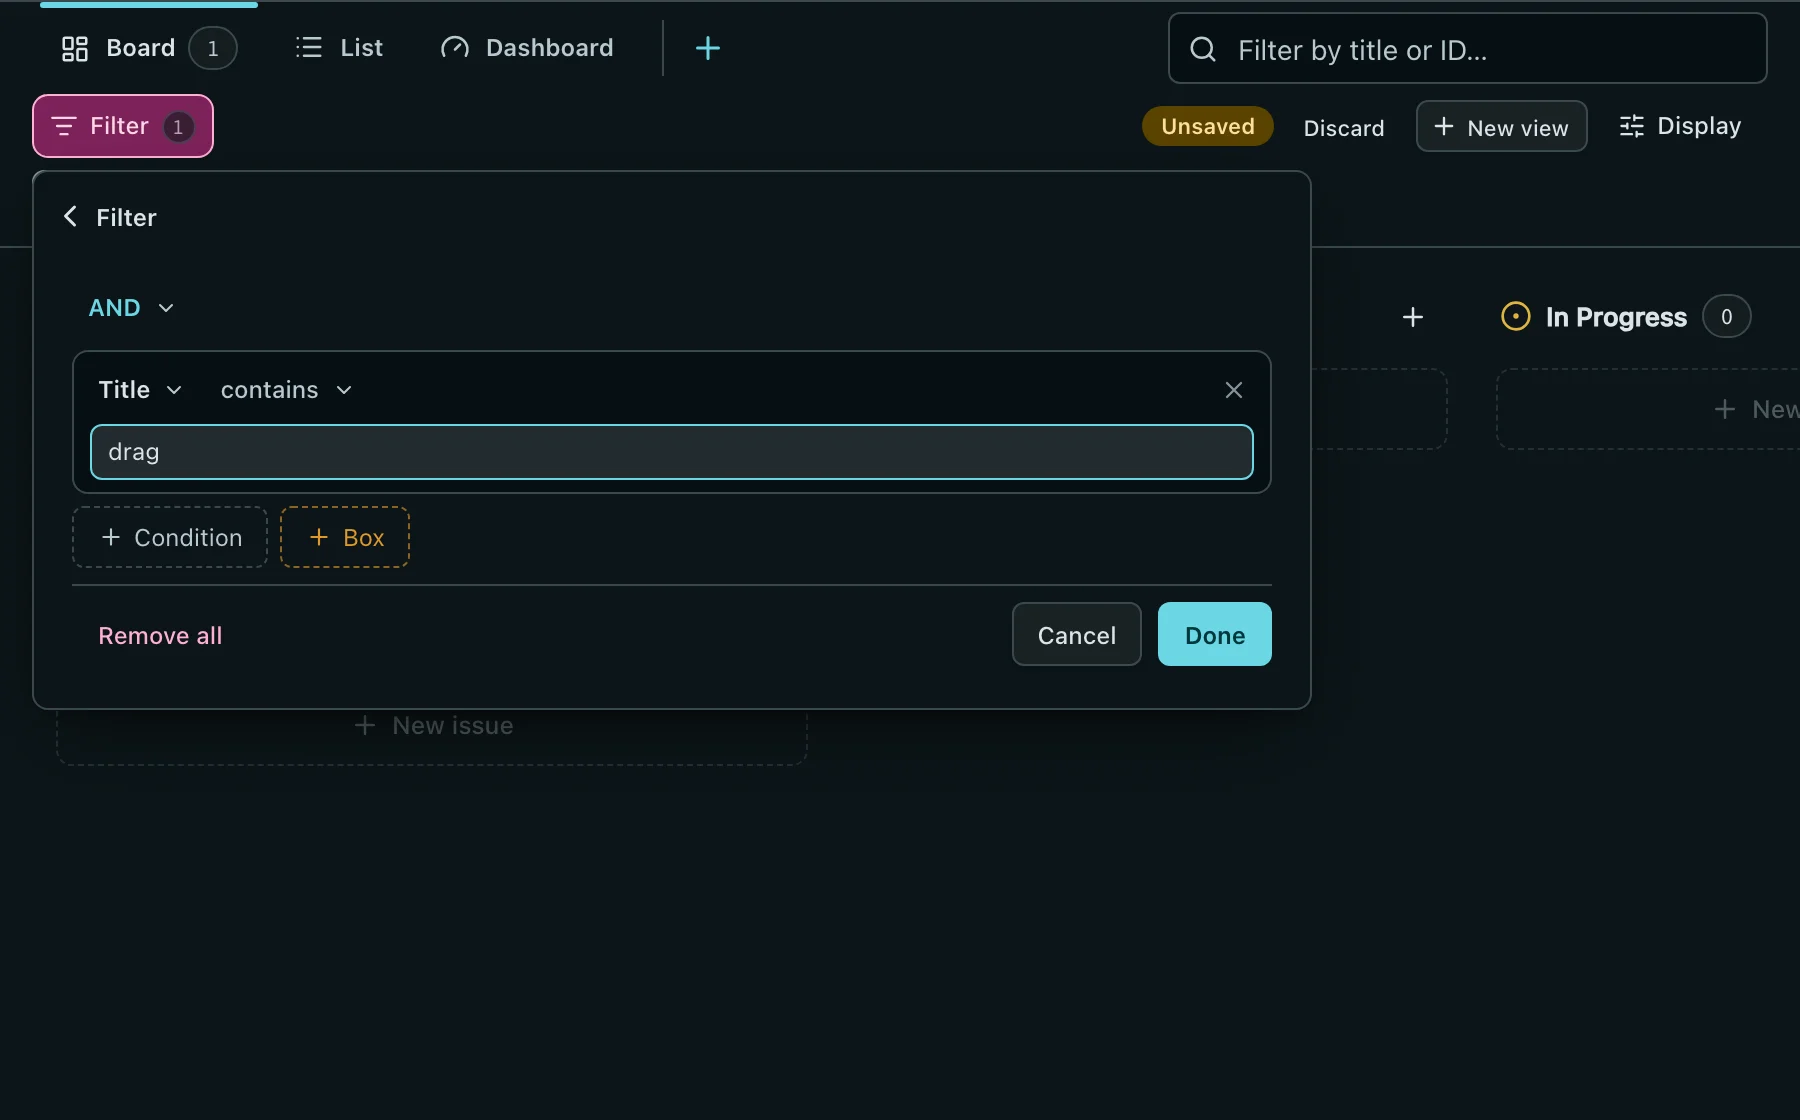 Board 1 List Dashboard Filter by title or ID...
Filter 1 Unsaved Discard New view Display
Filter
AND
In Progress 0
Title contains
New
drag
Condition Box
Remove all Cancel Done
New issue